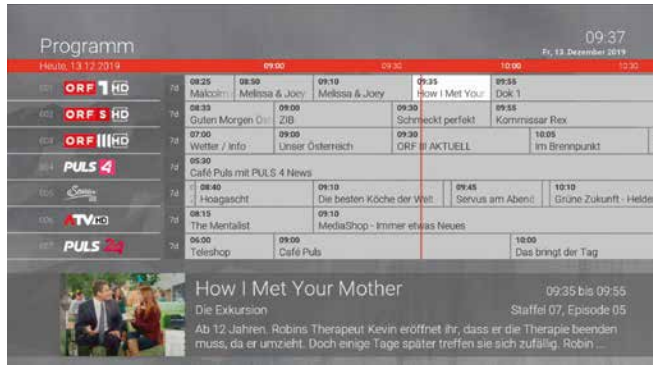 09:37
Programm
Fr, 13. Dezember 2019
Heute, 13.12.2019 09:00 09:30 10:00 10:30
001 ORF 1 HD 7d 08:25 Malcolm 08:50 Melissa & Joey 09:10 Melissa & Joey 09:35 How I Met Your 09:55 Dok 1
002 ORF S HD 7d 08:33 Guten Morgen Öst 09:00 ZIB 09:30 Schmeckt perfekt 09:55 Kommissar Rex
003 ORF III HD 7d 07:00 Wetter / Info 09:00 Unser Österreich 09:30 ORF III AKTUELL 10:05 Im Brennpunkt
004 PULS 4 7d 05:30 Café Puls mit PULS 4 News
005 7d 08:40 Hoagascht 09:10 Die besten Köche der Welt 09:45 Servus am Abend 10:10 Grüne Zukunft - Helde
006 ATV HD 7d 08:15 The Mentalist 09:10 MediaShop - Immer etwas Neues
007 PULS 24 7d 06:00 Teleshop 09:00 Café Puls 10:00 Das bringt der Tag
How I Met Your Mother 09:35 bis 09:55
Die Exkursion Staffel 07, Episode 05
Ab 12 Jahren. Robins Therapeut Kevin eröffnet ihr, dass er die Therapie beenden
muss, da er umzieht. Doch einige Tage später treffen sie sich zufällig. Robin ...